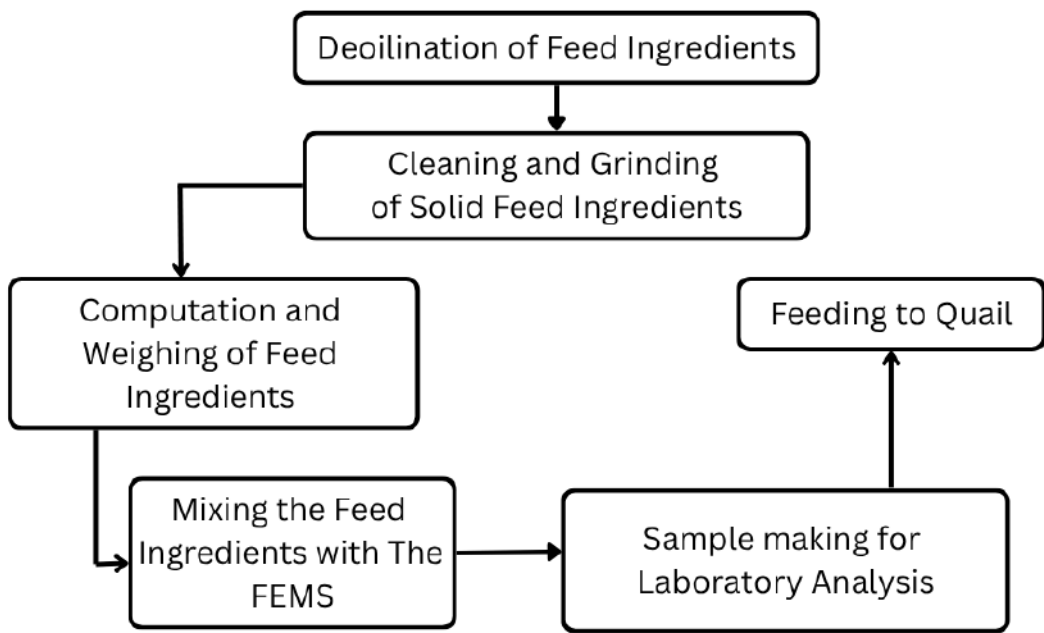 Deoilination of Feed Ingredients
Cleaning and Grinding
of Solid Feed Ingredients
Computation and
Weighing of Feed
Ingredients
Feeding to Quail
Mixing the Feed
Ingredients with The
FEMS
Sample making for
Laboratory Analysis